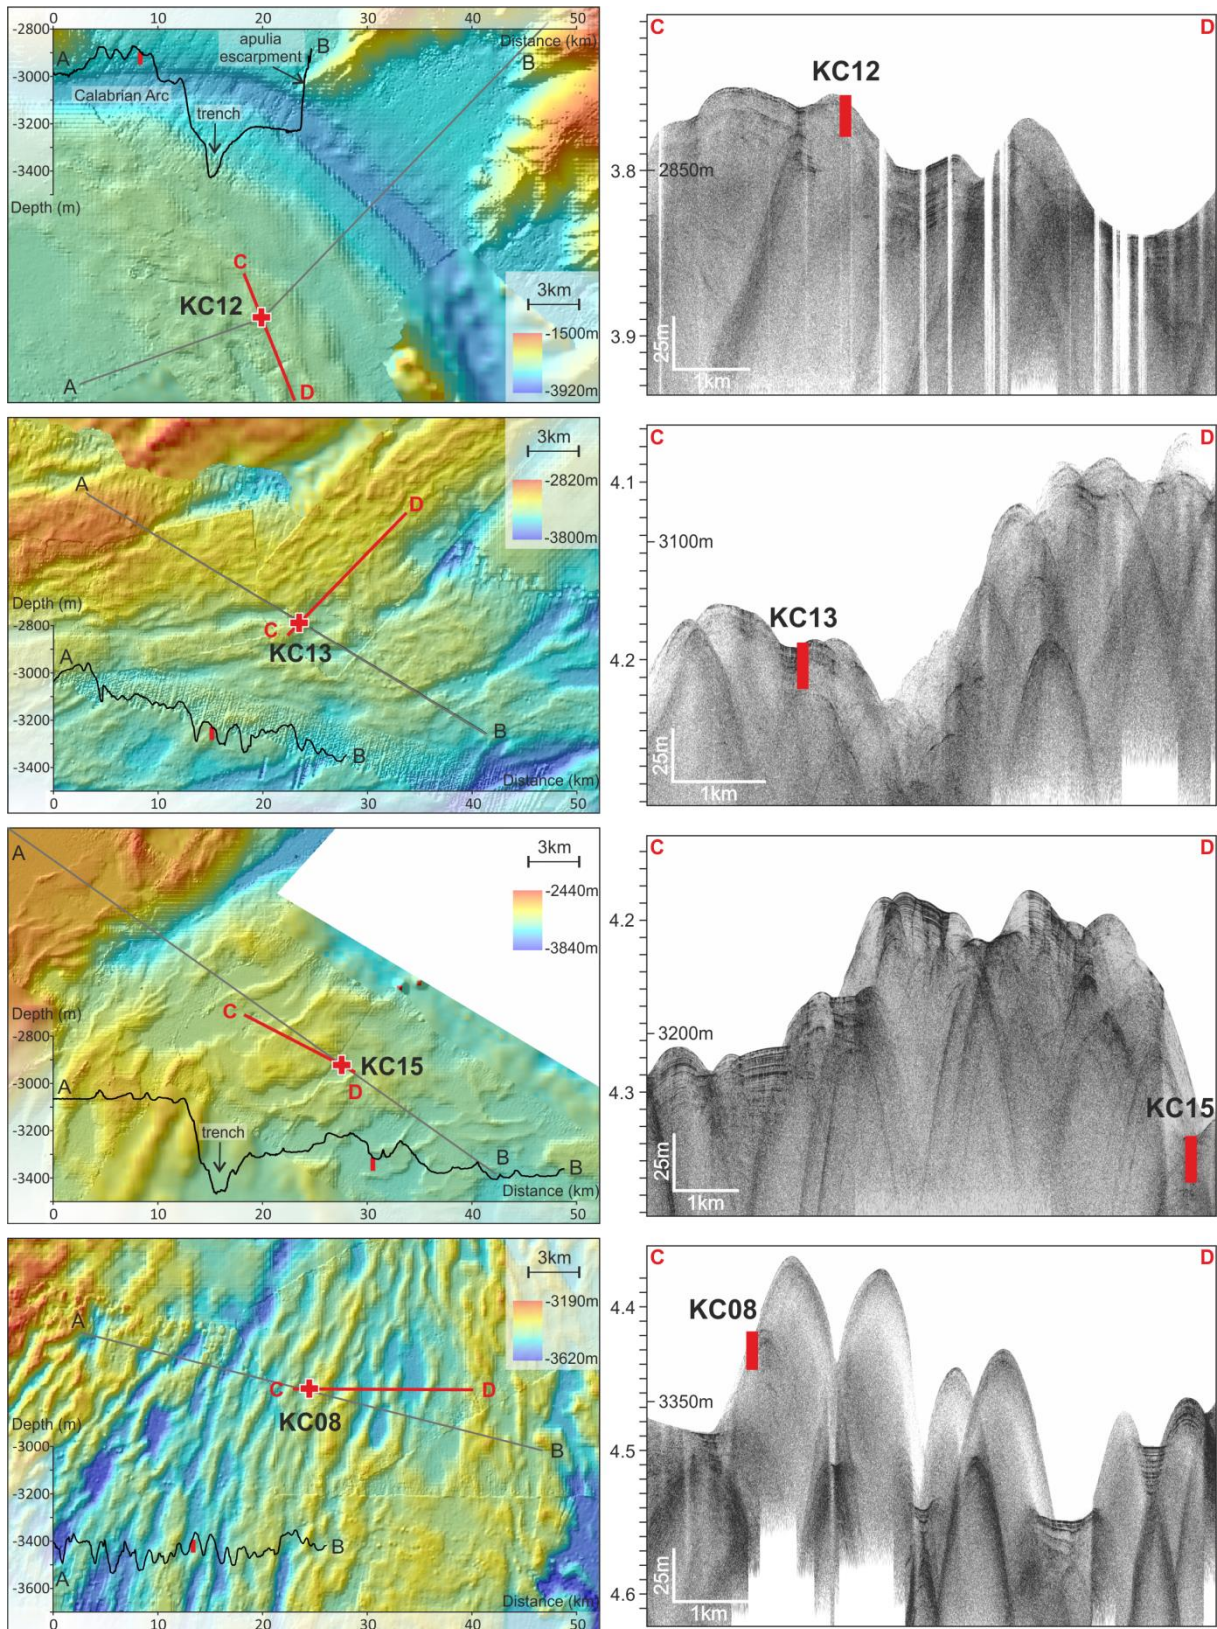 0 10 20 30 40 50
-2800
A
apulia
escarpment
B
Distance (km)
B
-3000
Calabrian Arc
trench
-3200
-3400
Depth (m)
C
KC12
3km
-1500m
-3920m
A
D
C
D
KC12
3.8
2850m
3.9
25m
1km
3km
-2820m
-3800m
A
D
Depth (m)
-2800
C
KC13
A
-3000
-3200
B
B
-3400
Distance (km)
0 10 20 30 40 50
C
D
4.1
3100m
KC13
4.2
25m
1km
A
3km
-2440m
-3840m
C
Depth (m)
-2800
KC15
D
-3000
A
trench
-3200
B
B
-3400
Distance (km)
0 10 20 30 40 50
C
D
4.2
3200m
4.3
KC15
25m
1km
3km
-3190m
-3620m
A
C
D
KC08
Depth (m)
-3000
B
-3200
-3400
B
A
-3600
Distance (km)
0 10 20 30 40 50
C
D
4.4
KC08
3350m
4.5
25m
4.6
1km